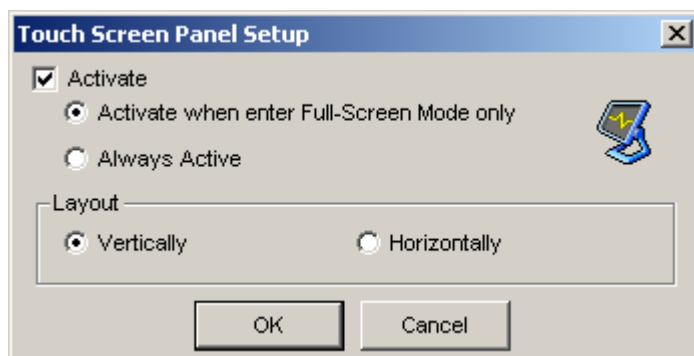 Touch Screen Panel Setup
Activate
Activate when enter Full-Screen Mode only
Always Active
Layout
Vertically Horizontally
OK Cancel